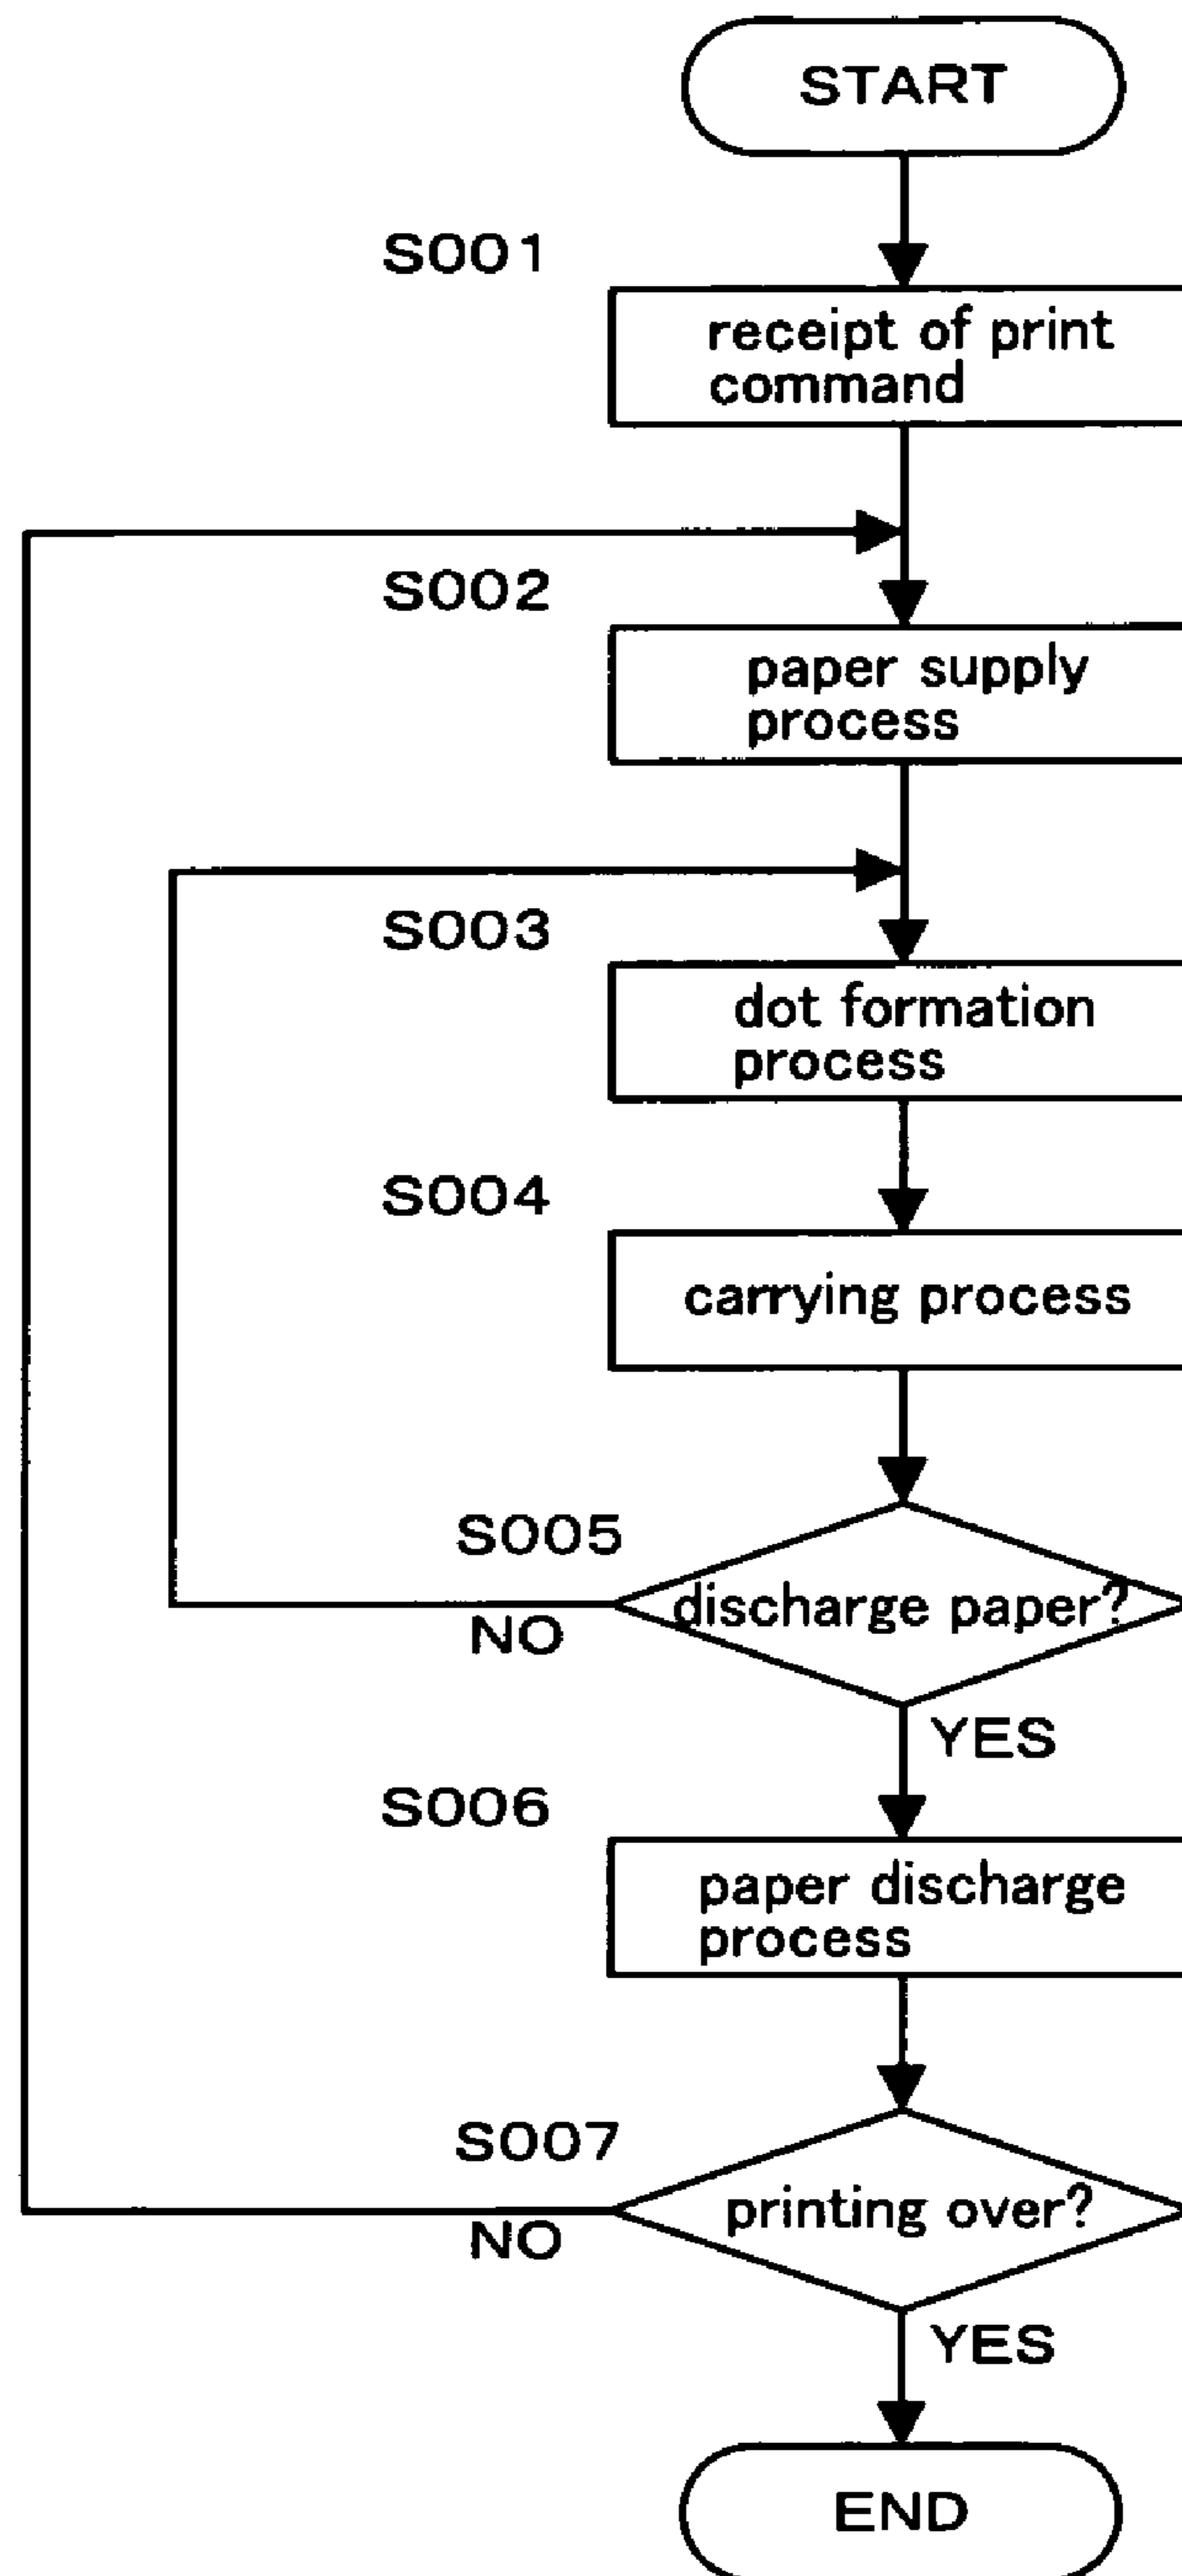 START
S001
receipt of print
command
S002
paper supply
process
S003
dot formation
process
S004
carrying process
S005
discharge paper?
NO
YES
S006
paper discharge
process
S007
printing over?
NO
YES
END